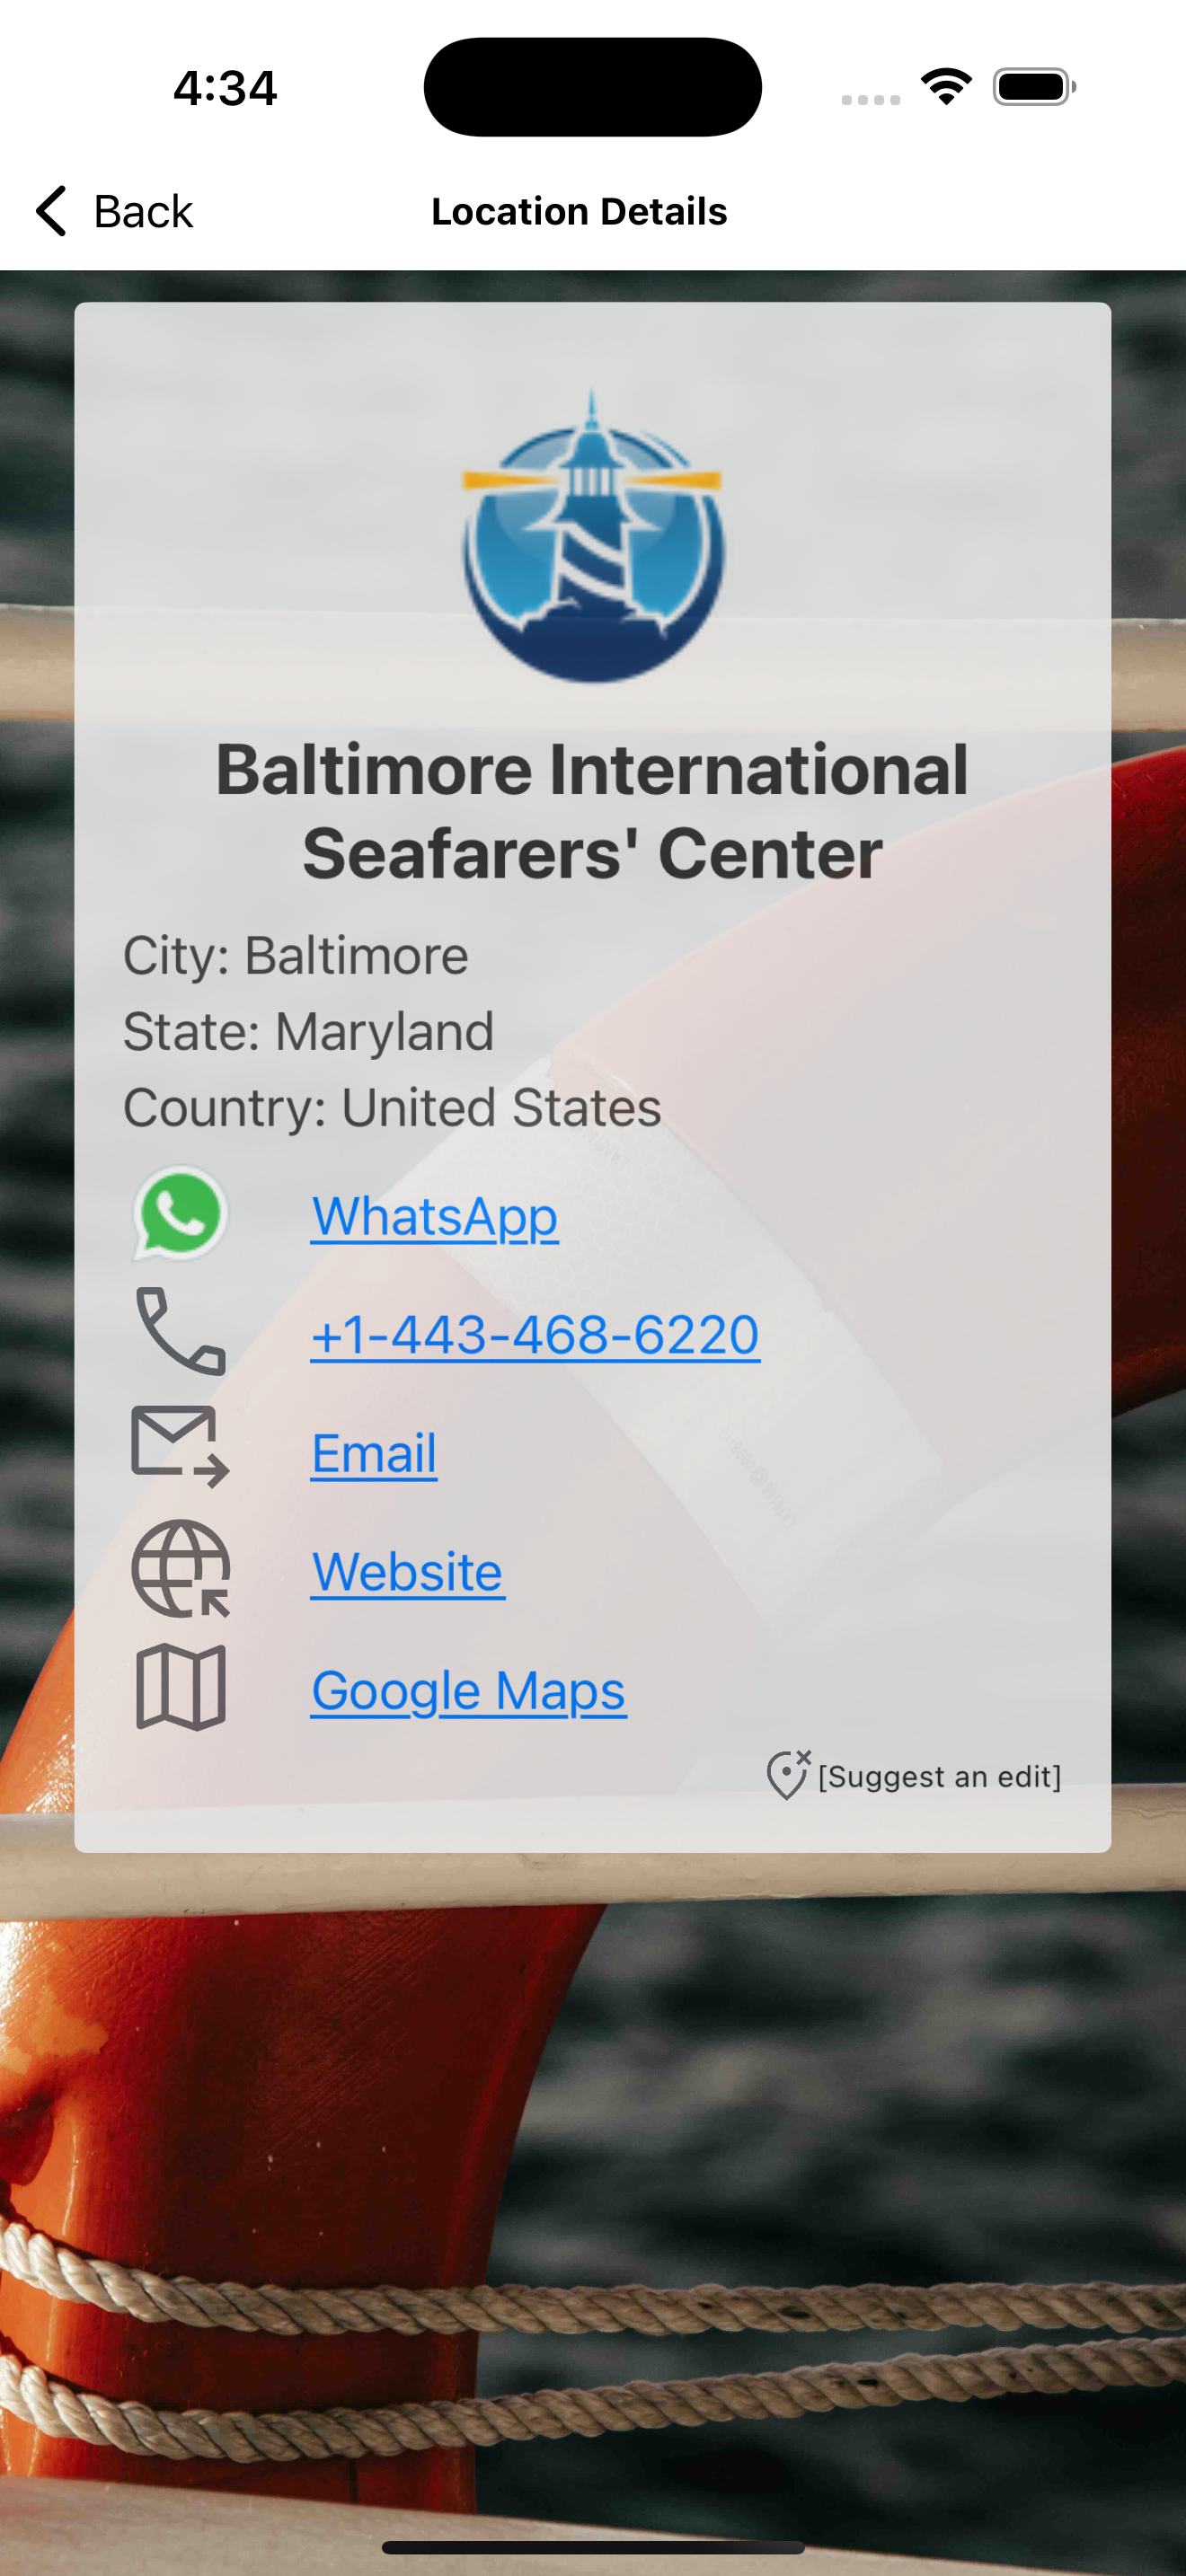 4:34
Back
Location Details
Baltimore International
Seafarers' Center
City: Baltimore
State: Maryland
Country: United States
WhatsApp
+1-443-468-6220
Email
Website
Google Maps
[Suggest an edit]